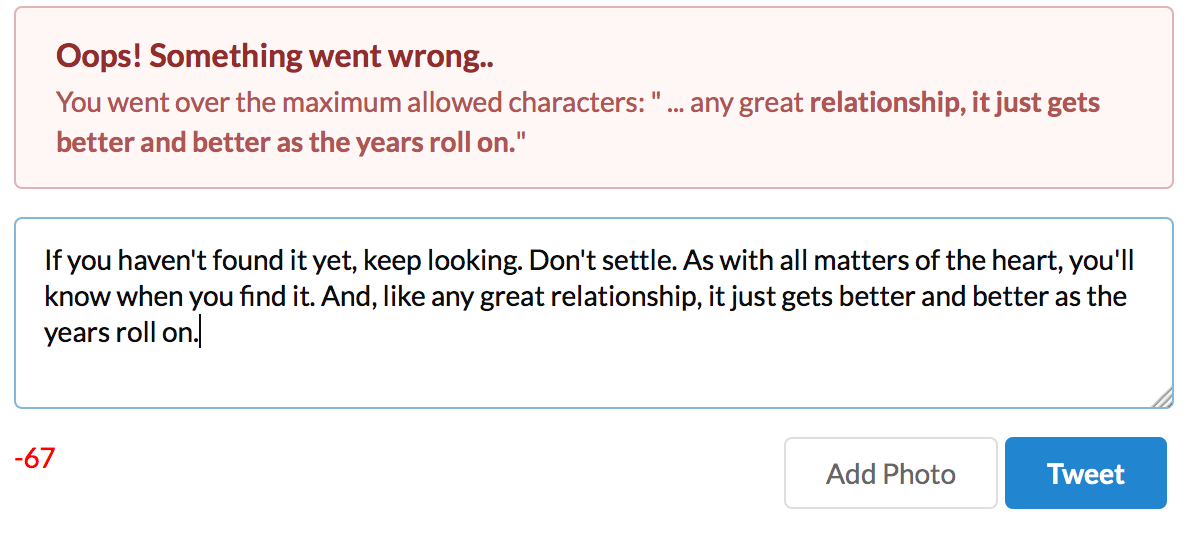 Oops! Something went wrong..
You went over the maximum allowed characters: " ... any great relationship, it just gets
better and better as the years roll on."
If you haven't found it yet, keep looking. Don't settle. As with all matters of the heart, you'll
know when you find it. And, like any great relationship, it just gets better and better as the
years roll on.
-67
Add Photo
Tweet